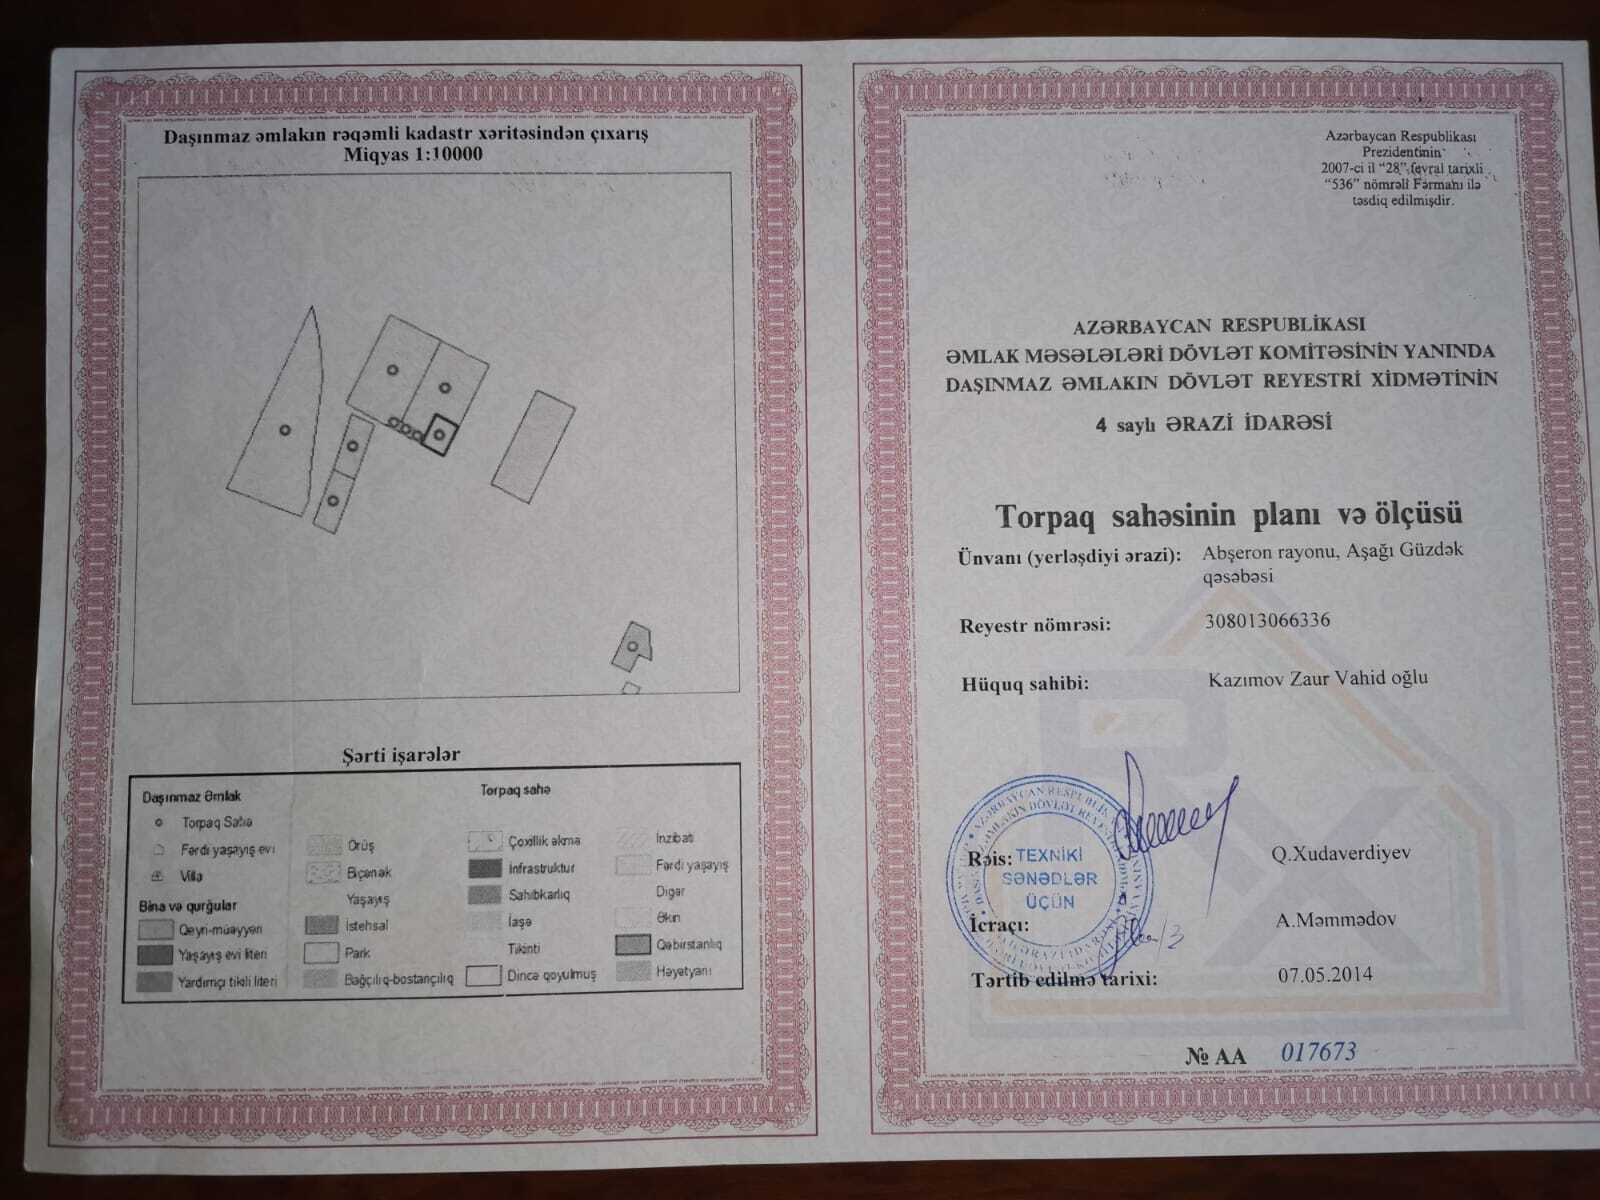 Daşınmaz əmlakın rəqəmli kadastr xəritəsindən çıxarış
Miqyas 1:10000
Şərti işarələr
Daşınmaz Əmlak
Torpaq Sahə
Fərdi yaşayış evi
Villa
Bina və qurğular
Qeyri-müəyyən
Yaşayış evi literi
Yardımçı tikili literi
Torpaq sahə
Örüş
Biçənək
Yaşayış
İstehsal
Park
Bağçılıq-bostançılıq
Çoxillik əkmə
İnfrastruktur
Sahibkarlıq
İaşə
Tikinti
Dincə qoyulmuş
İnzibati
Fərdi yaşayış
Digər
Əkin
Qəbirstanlıq
Həyətyanı
Azərbaycan Respublikası
Prezidentinin
2007-ci il “28” fevral tarixli
“536” nömrəli Fərmanı ilə
təsdiq edilmişdir.
AZƏRBAYCAN RESPUBLİKASI
ƏMLAK MƏSƏLƏLƏRİ DÖVLƏT KOMİTƏSİNİN YANINDA
DAŞINMAZ ƏMLAKIN DÖVLƏT REYESTRİ XİDMƏTİNİN
4 saylı ƏRAZİ İDARƏSİ
Torpaq sahəsinin planı və ölçüsü
Ünvanı (yerləşdiyi ərazi): Abşeron rayonu, Aşağı Güzdək
qəsəbəsi
Reyestr nömrəsi: 308013066336
Hüquq sahibi: Kazımov Zaur Vahid oğlu
Rəis: Q.Xudaverdiyev
TEXNİKİ
SƏNƏDLƏR
ÜÇÜN
İcraçı: A.Məmmədov
Tərtib edilmə tarixi: 07.05.2014
№ AA 017673